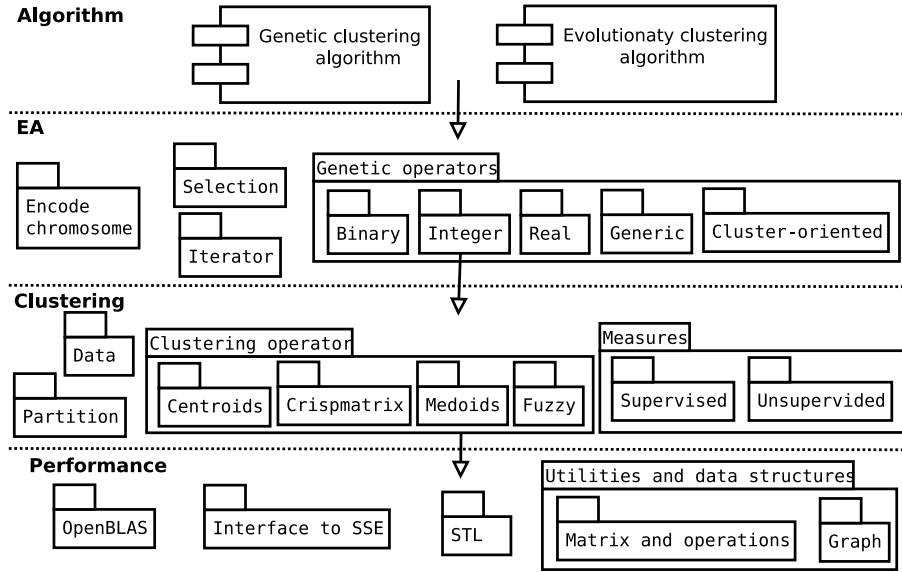 Algorithm
Genetic clustering
algorithm
Evolutionaty clustering
algorithm
EA
Encode
chromosome
Selection
Iterator
Genetic operators
Binary
Integer
Real
Generic
Cluster-oriented
Clustering
Data
Partition
Clustering operator
Centroids
Crispmatrix
Medoids
Fuzzy
Measures
Supervised
Unsupervided
Performance
OpenBLAS
Interface to SSE
STL
Utilities and data structures
Matrix and operations
Graph